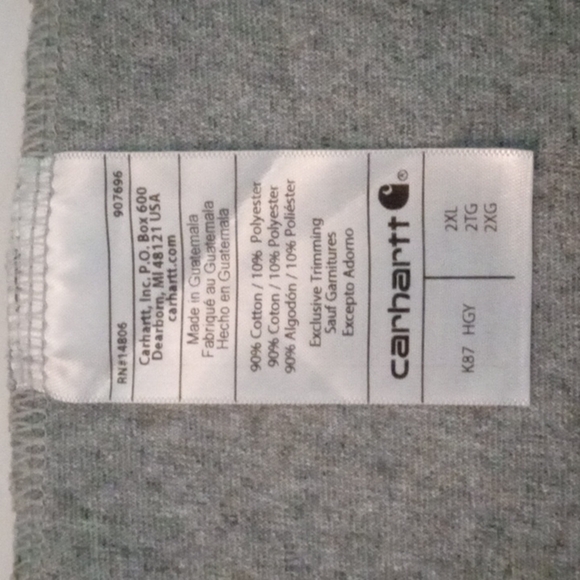 RN#14806 907696
Carhartt, Inc. P.O. Box 600
Dearborn, MI 48121 USA
carhartt.com
Made in Guatemala
Fabriqué au Guatemala
Hecho en Guatemala
90% Cotton / 10% Polyester
90% Coton / 10% Polyester
90% Algodón / 10% Poliéster
Exclusive Trimming
Sauf Garnitures
Excepto Adorno
carhartt ®
K87 HGY
2XL
2TG
2XG